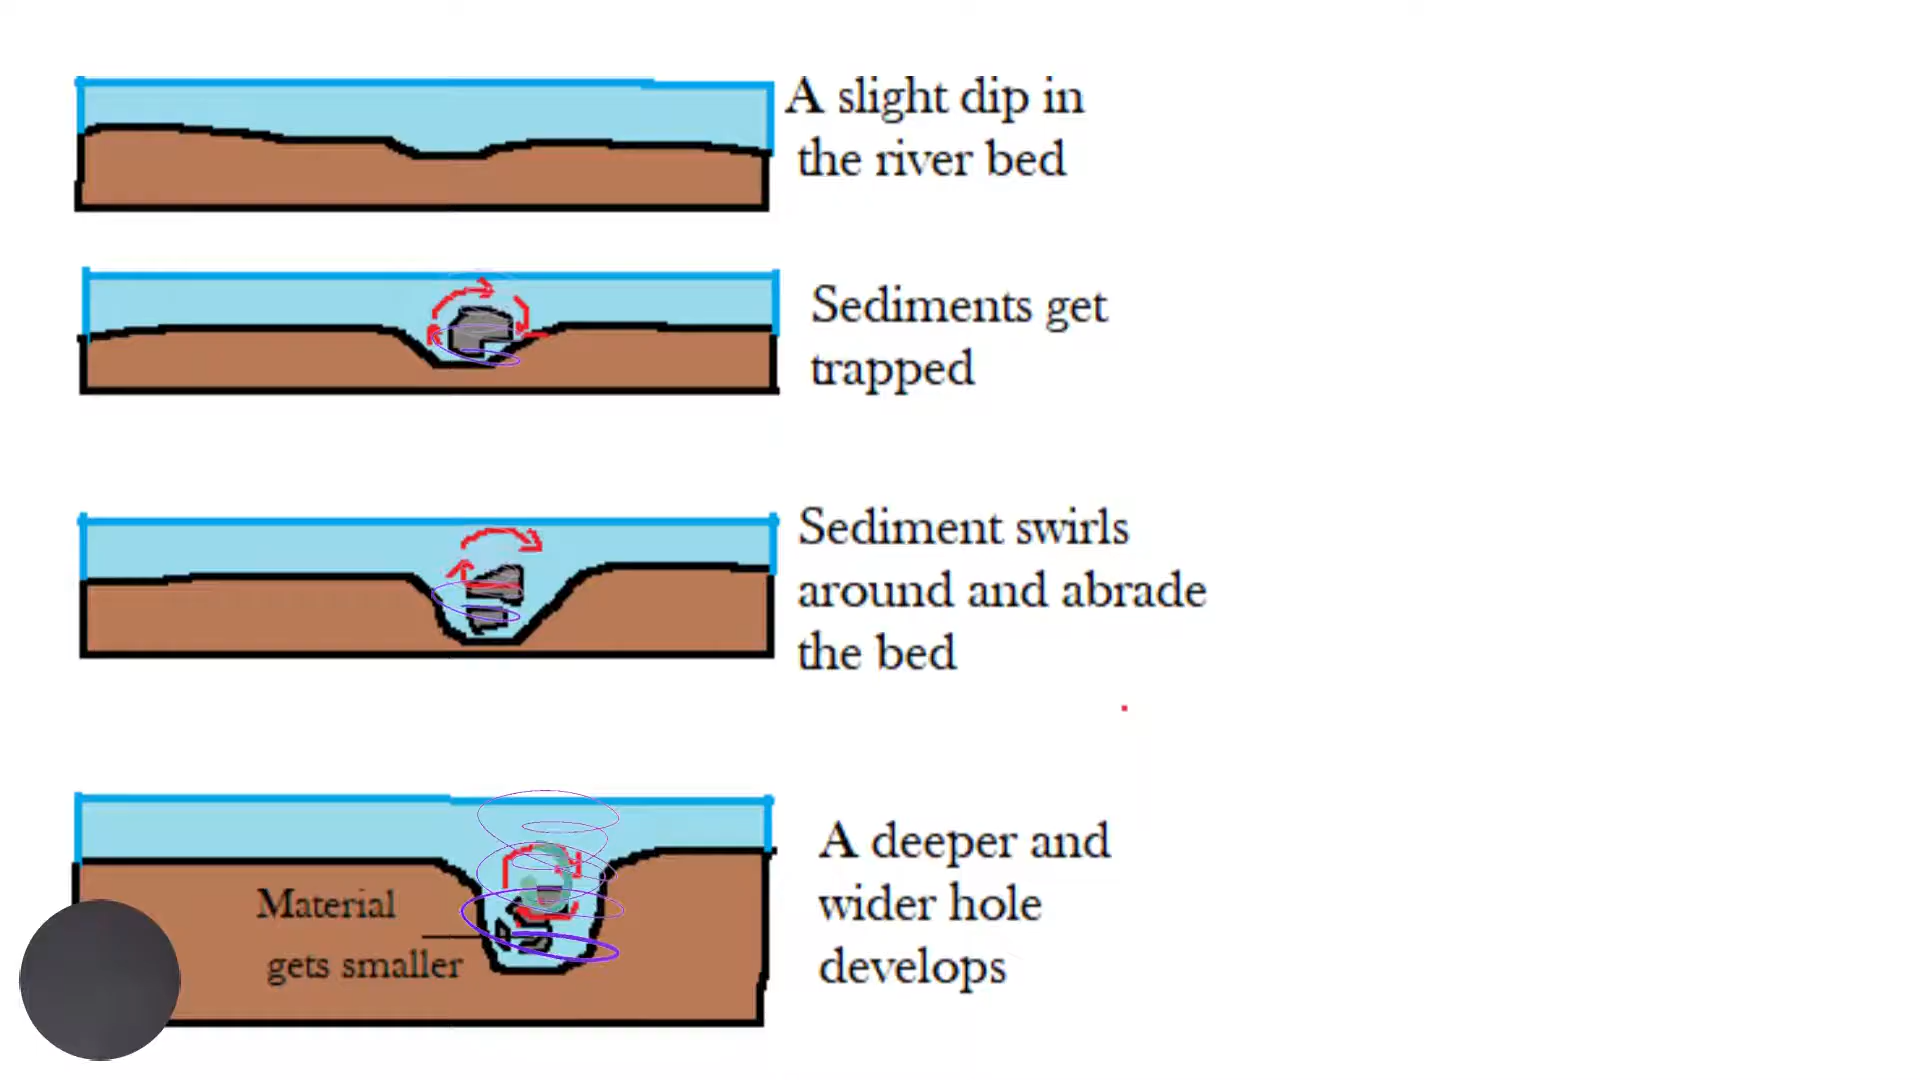 A slight dip in
the river bed
Sediments get
trapped
Sediment swirls
around and abrade
the bed
A deeper and
wider hole
develops
Material
gets smaller